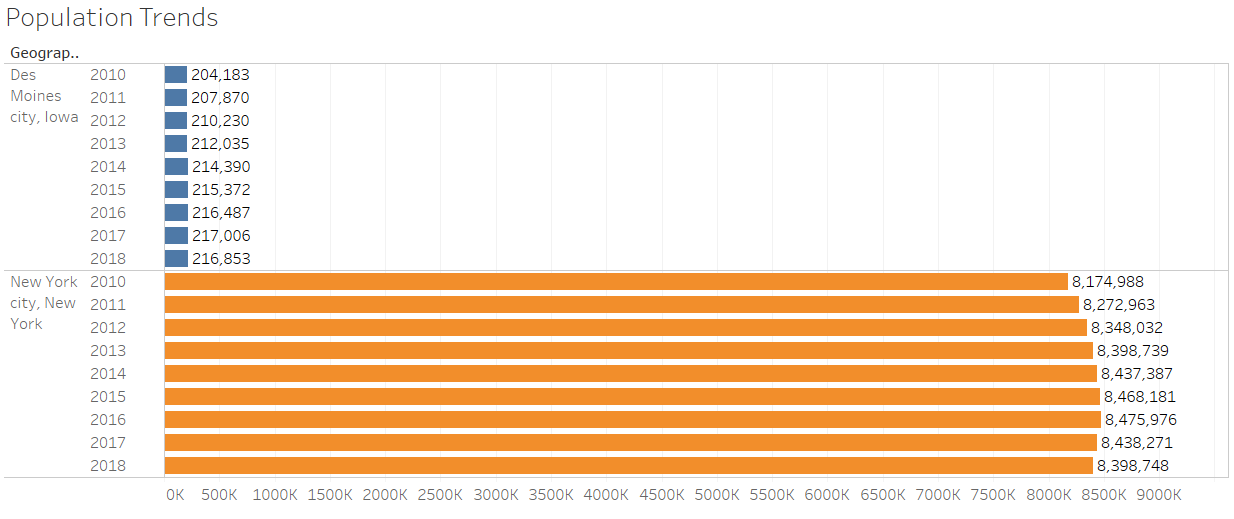 Population Trends
Geograp..
Des 2010 204,183
Moines 2011 207,870
city, Iowa 2012 210,230
2013 212,035
2014 214,390
2015 215,372
2016 216,487
2017 217,006
2018 216,853
New York 2010 8,174,988
city, New 2011 8,272,963
York 2012 8,348,032
2013 8,398,739
2014 8,437,387
2015 8,468,181
2016 8,475,976
2017 8,438,271
2018 8,398,748
0K 500K 1000K 1500K 2000K 2500K 3000K 3500K 4000K 4500K 5000K 5500K 6000K 6500K 7000K 7500K 8000K 8500K 9000K